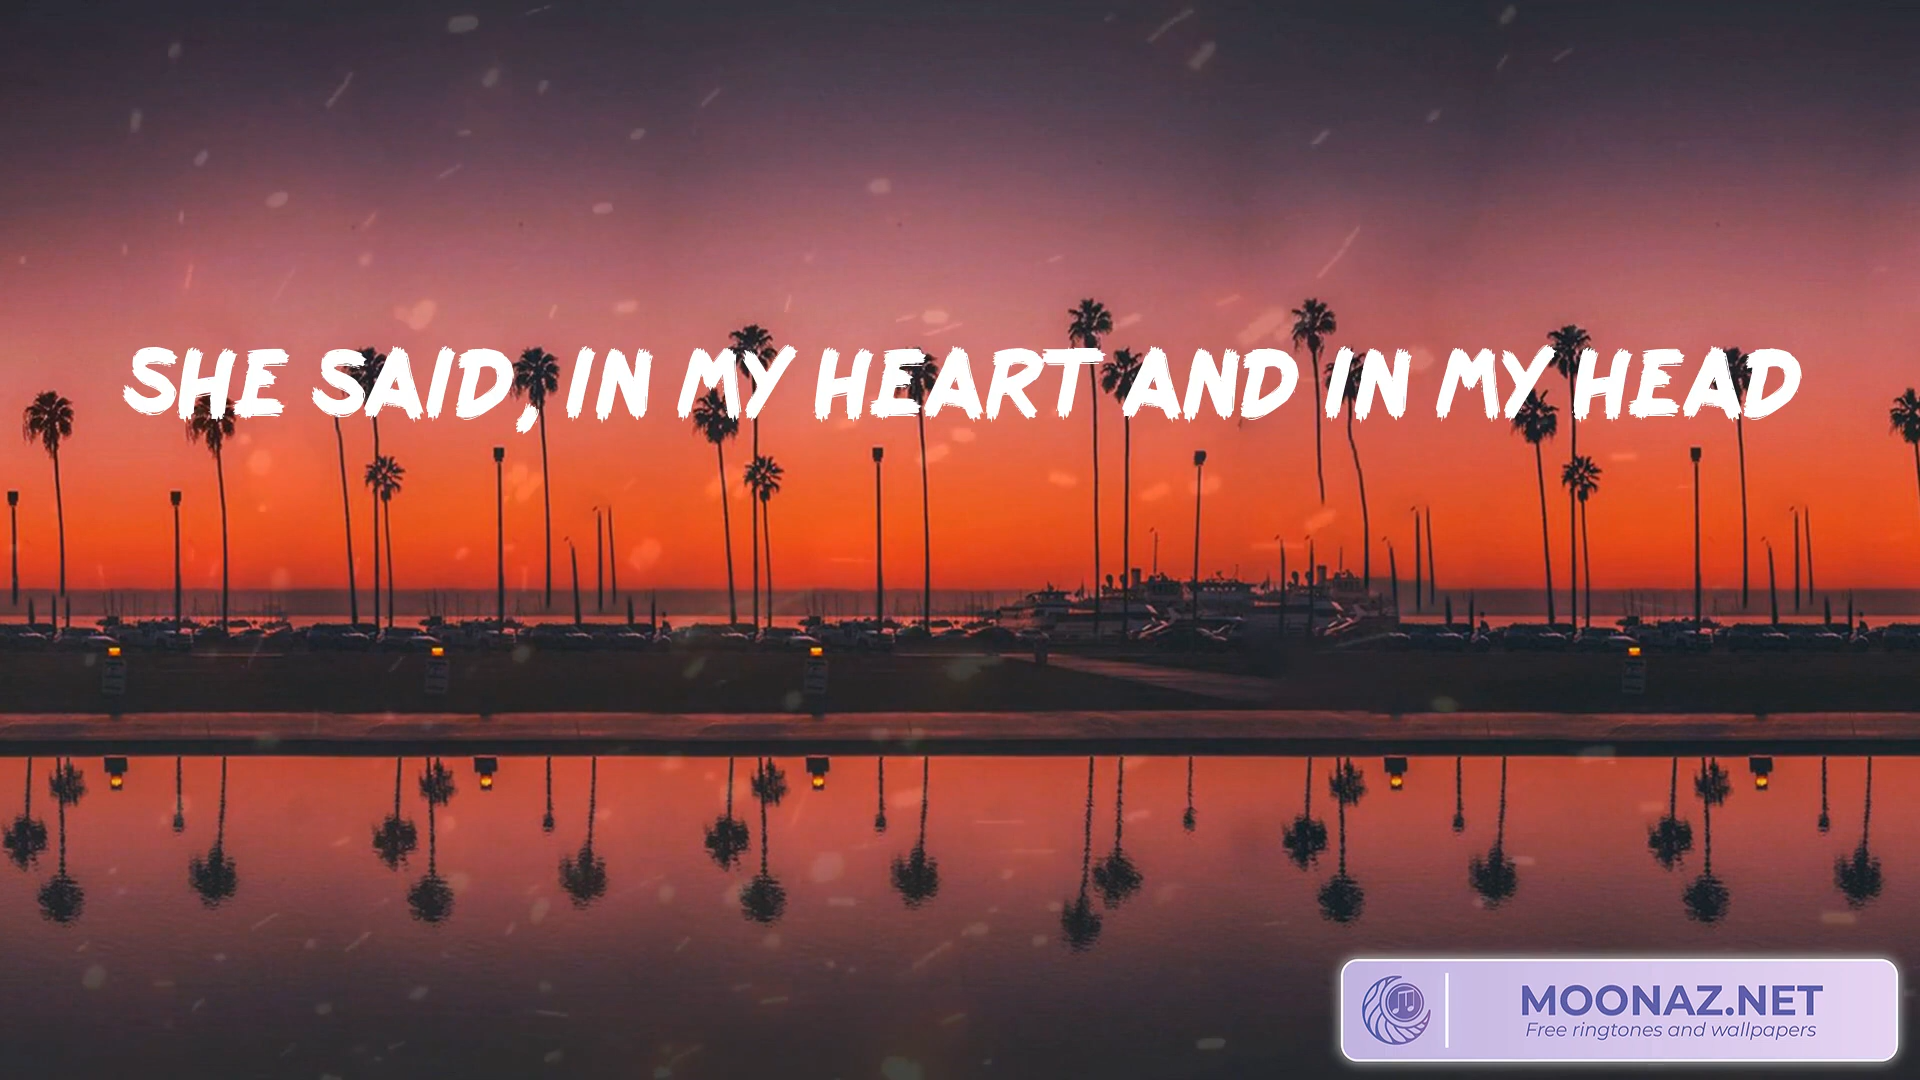 SHE SAID, IN MY HEART AND IN MY HEAD
MOONAZ.NET
Free ringtones and wallpapers